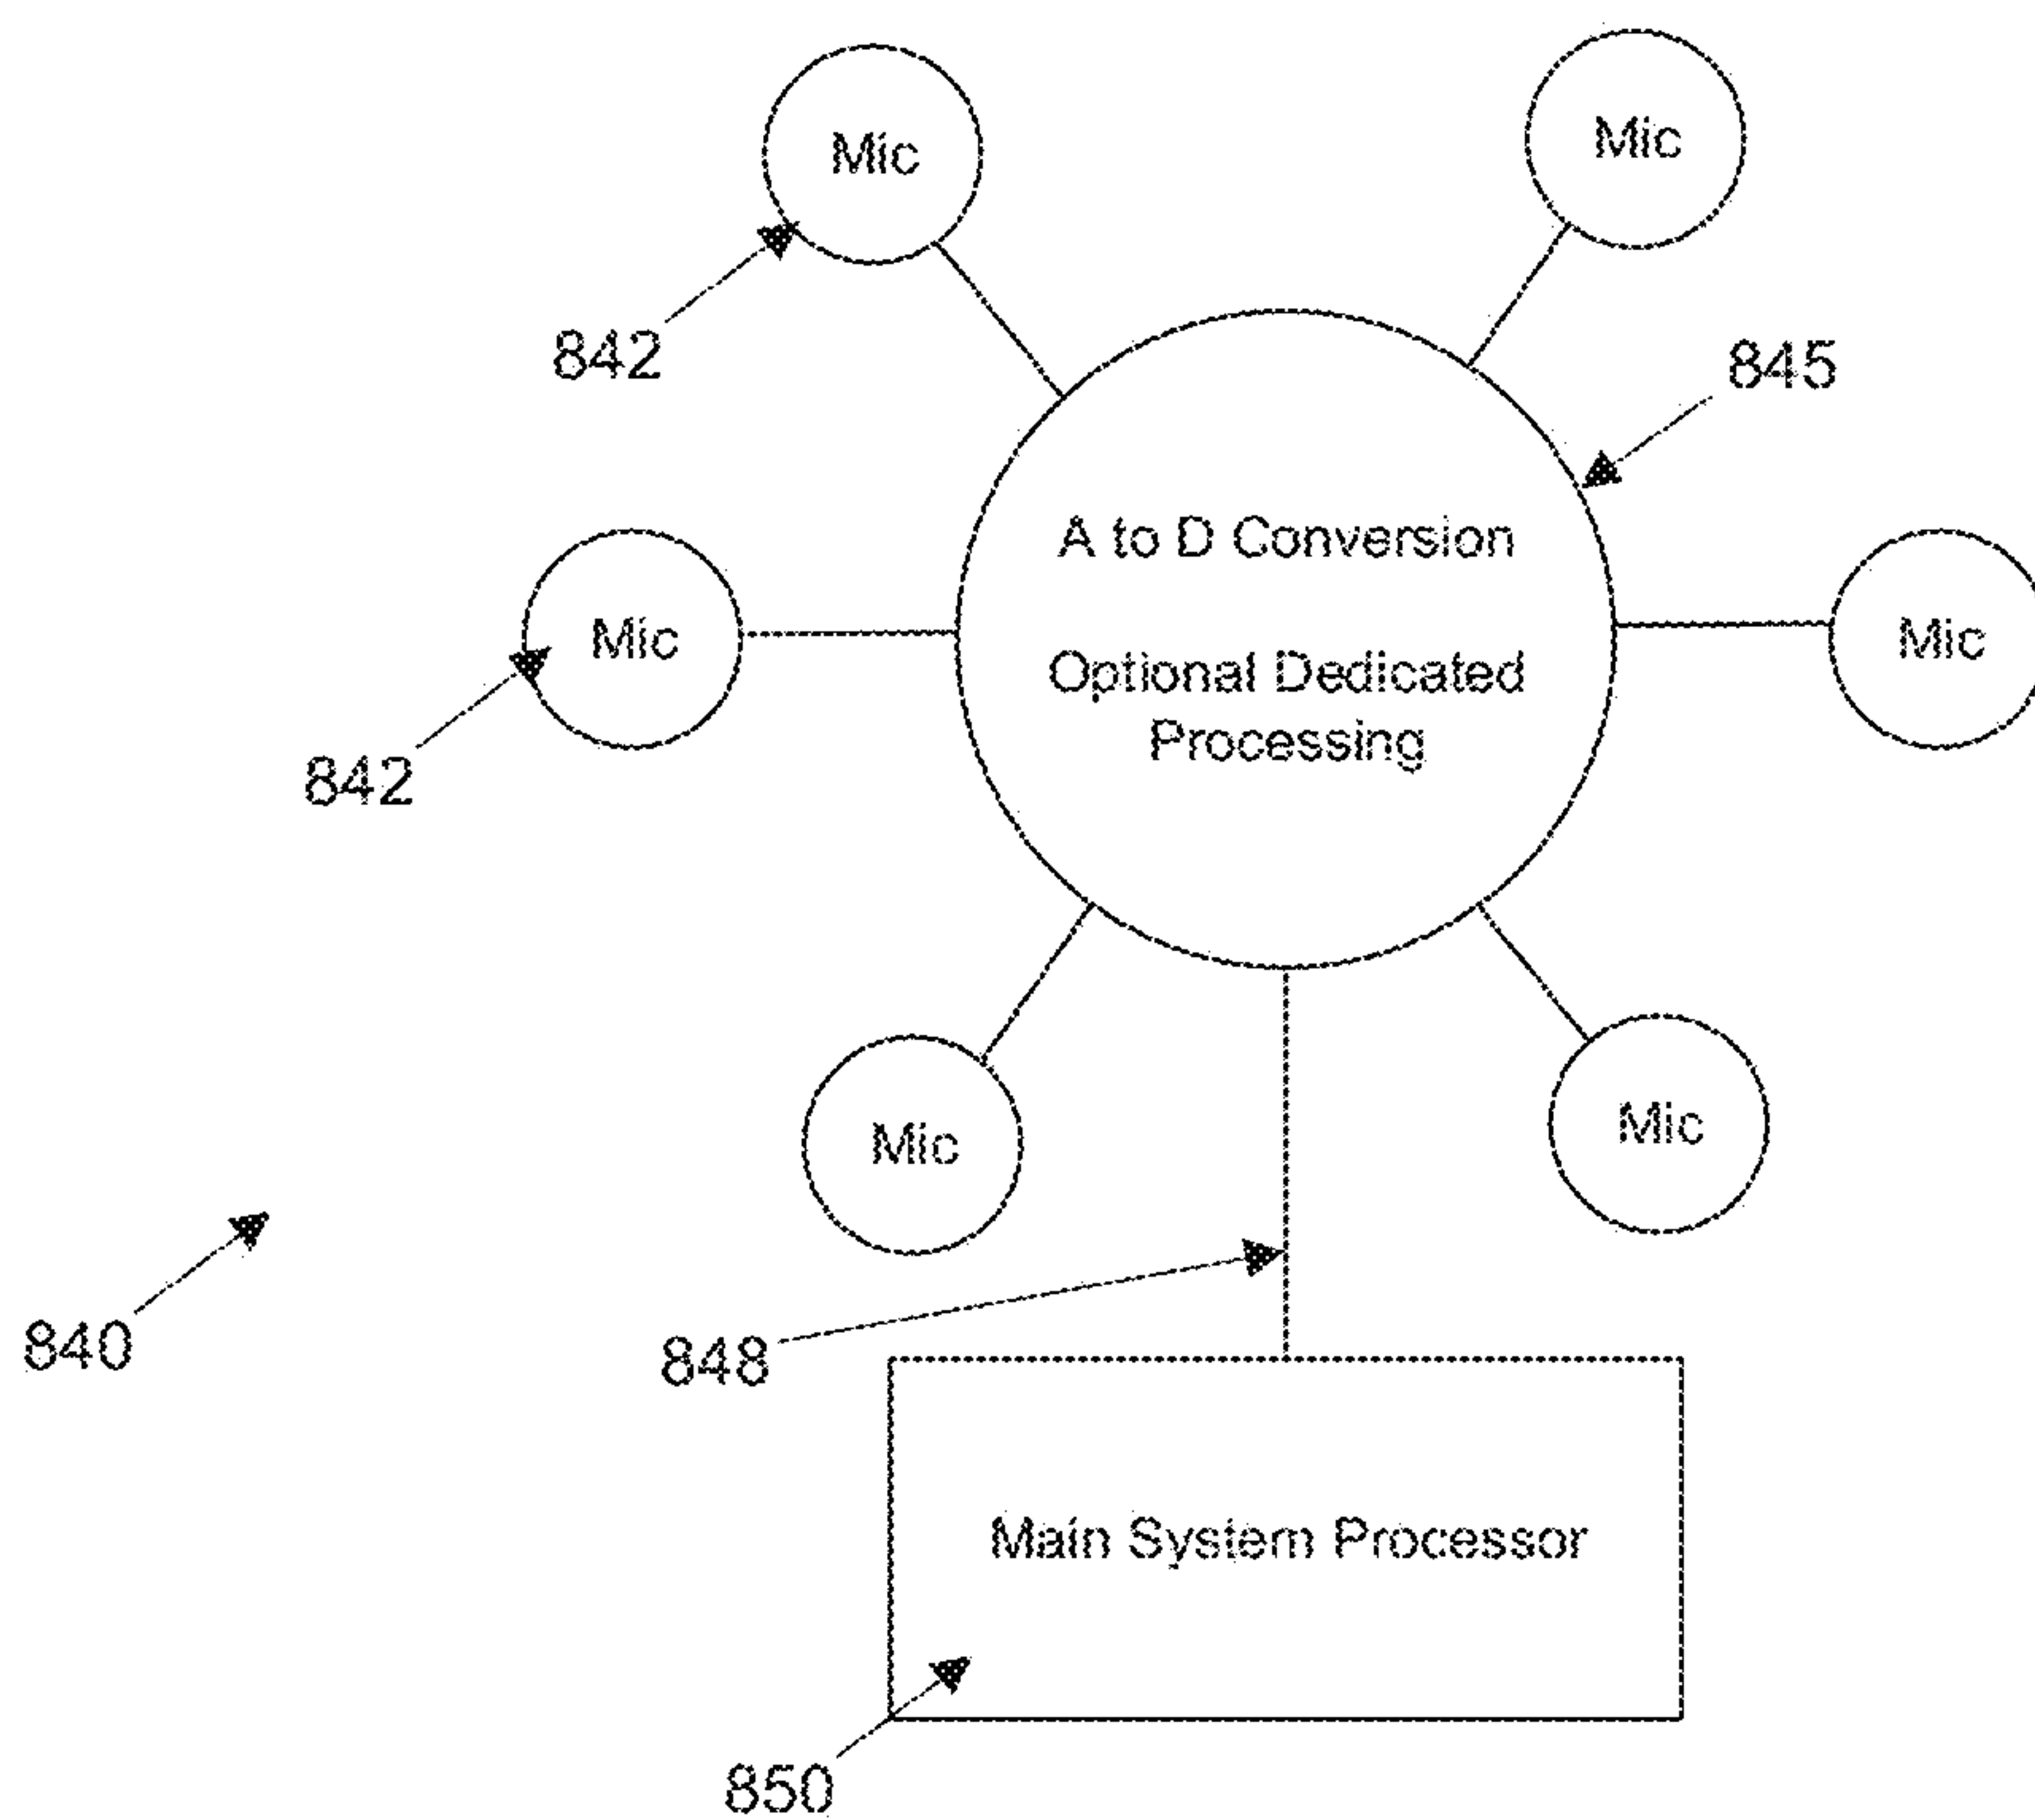 Mic
Mic
842
845
A to D Conversion
Mic
Optional Dedicated
Mic
Processing
842
Mic
Mic
840
848
Main System Processor
850